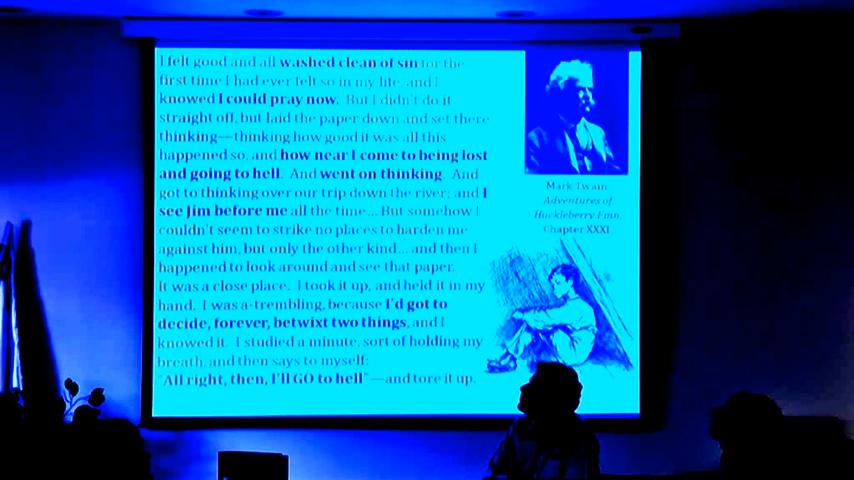 I felt good and all washed clean of sin for the
first time I had ever felt so in my life, and I
knowed I could pray now. But I didn't do it
straight off, but laid the paper down and set there
thinking—thinking how good it was all this
happened so, and how near I come to being lost
and going to hell. And went on thinking. And
got to thinking over our trip down the river; and I
see Jim before me all the time... But somehow I
couldn't seem to strike no places to harden me
against him, but only the other kind... and then I
happened to look around and see that paper.
It was a close place. I took it up, and held it in my
hand. I was a-trembling, because I'd got to
decide, forever, betwixt two things, and I
knowed it. I studied a minute, sort of holding my
breath, and then says to myself:
"All right, then, I'll GO to hell"—and tore it up.
Mark Twain
Adventures of
Huckleberry Finn
Chapter XXXI